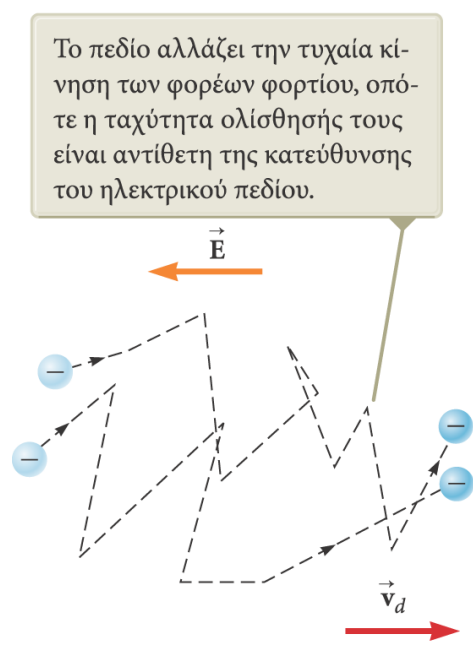 Το πεδίο αλλάζει την τυχαία κί-
νηση των φορέων φορτίου, οπό-
τε η ταχύτητα ολίσθησής τους
είναι αντίθετη της κατεύθυνσης
του ηλεκτρικού πεδίου.
E⃗
−
−
−
−
v⃗d